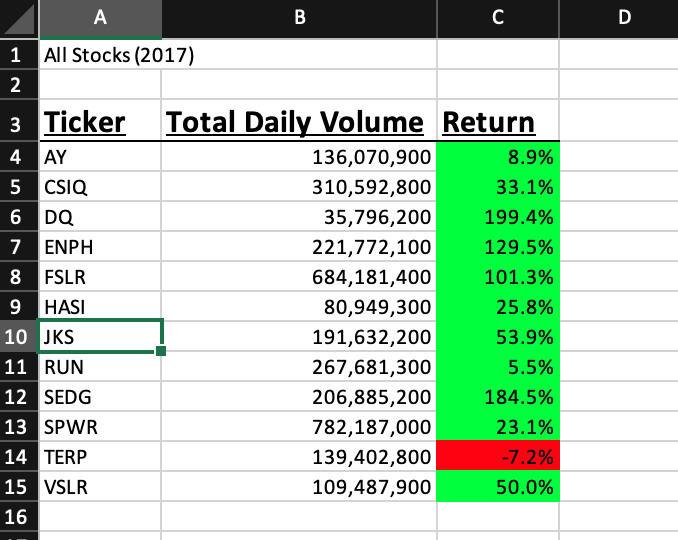 A B C D
1 All Stocks (2017)
2
3 Ticker Total Daily Volume Return
4 AY 136,070,900 8.9%
5 CSIQ 310,592,800 33.1%
6 DQ 35,796,200 199.4%
7 ENPH 221,772,100 129.5%
8 FSLR 684,181,400 101.3%
9 HASI 80,949,300 25.8%
10 JKS 191,632,200 53.9%
11 RUN 267,681,300 5.5%
12 SEDG 206,885,200 184.5%
13 SPWR 782,187,000 23.1%
14 TERP 139,402,800 -7.2%
15 VSLR 109,487,900 50.0%
16